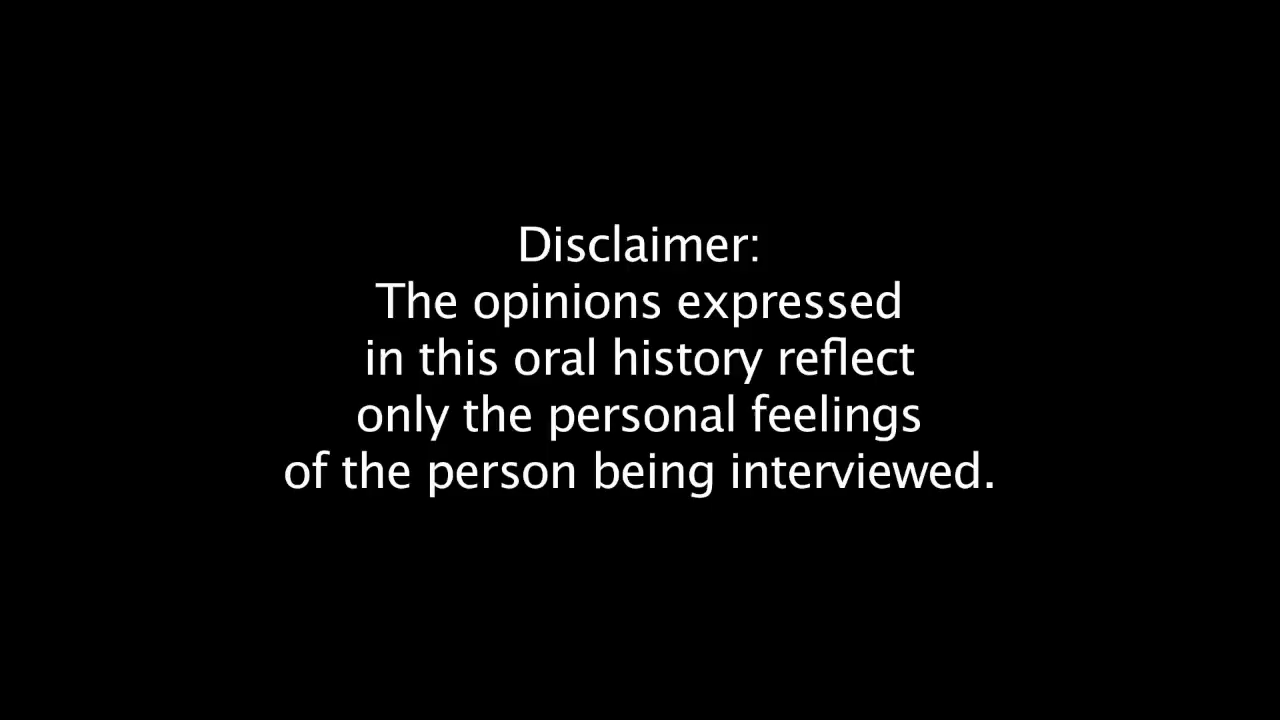 Disclaimer:
The opinions expressed
in this oral history reflect
only the personal feelings
of the person being interviewed.